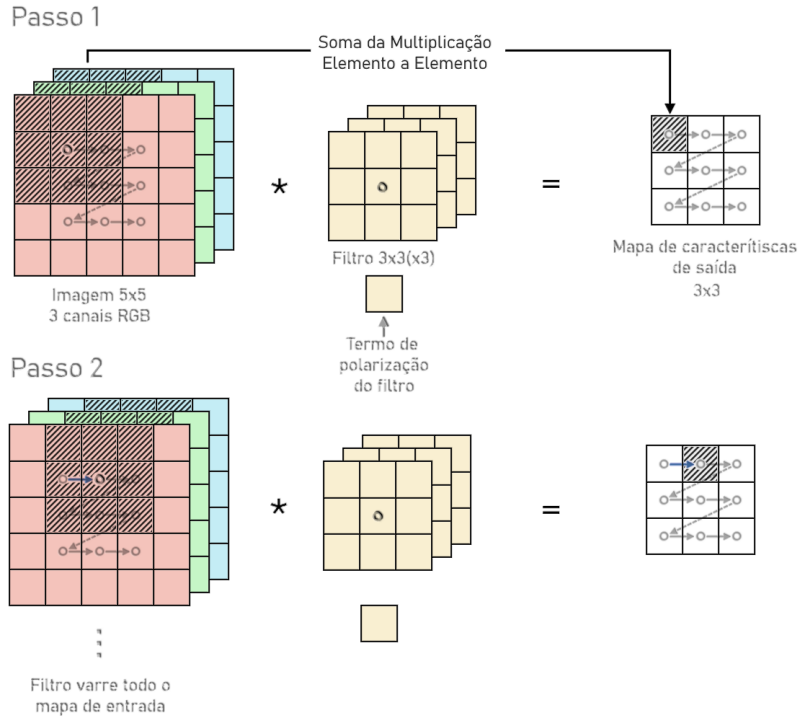 Passo 1
Soma da Multiplicação
Elemento a Elemento
*
=
Imagem 5x5
3 canais RGB
Filtro 3x3(x3)
Mapa de caracterítiscas
de saída
3x3
Termo de
polarização
do filtro
Passo 2
*
=
Filtro varre todo o
mapa de entrada